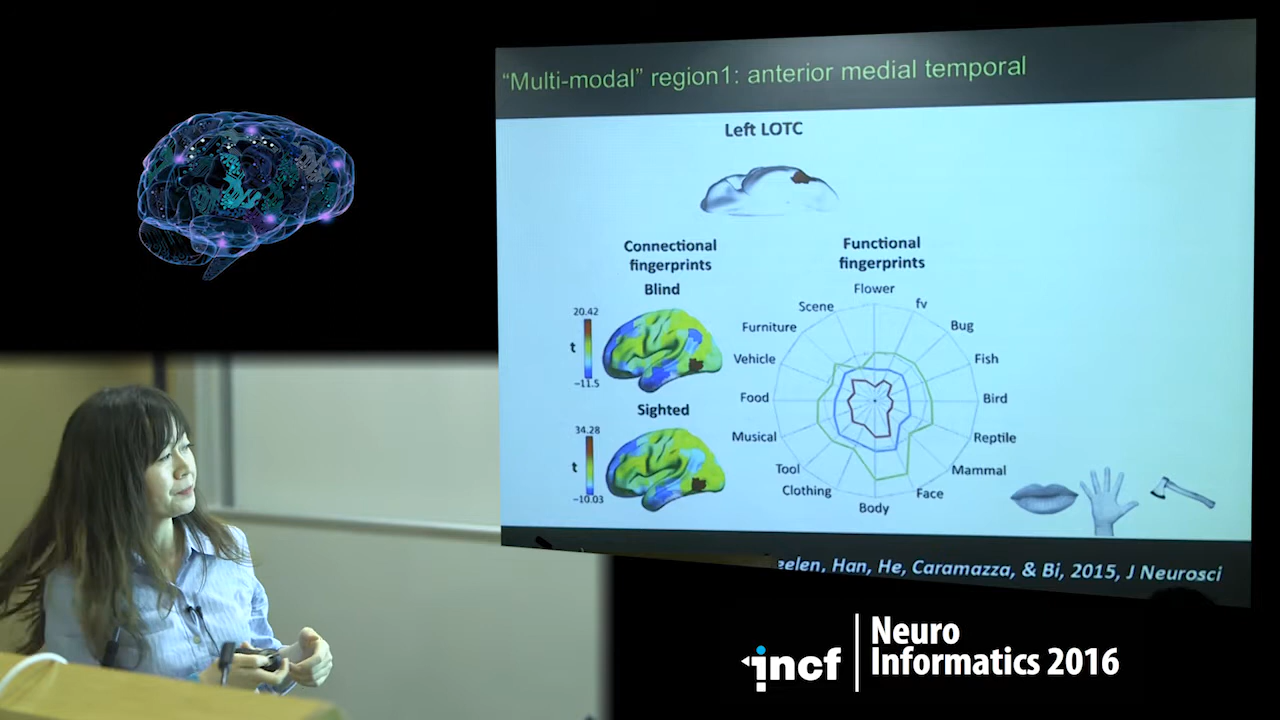 “Multi-modal” region1: anterior medial temporal
Left LOTC
Connectional
fingerprints
Blind
20.42
t
−11.5
Sighted
34.28
t
−10.03
Functional
fingerprints
Flower
fv
Bug
Fish
Bird
Reptile
Mammal
Face
Body
Clothing
Tool
Musical
Food
Vehicle
Furniture
Scene
Han, He, Caramazza, & Bi, 2015, J Neurosci
incf
Neuro
Informatics 2016